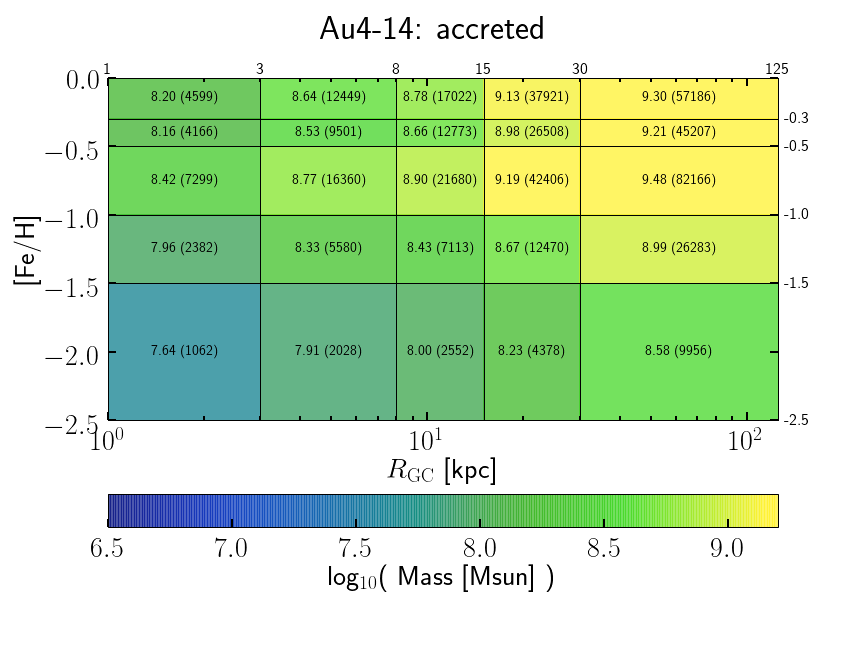 Au4-14: accreted
1 3 8 15 30 125
0.0
8.20 (4599) 8.64 (12449) 8.78 (17022) 9.13 (37921) 9.30 (57186)
-0.3
8.16 (4166) 8.53 (9501) 8.66 (12773) 8.98 (26508) 9.21 (45207)
−0.5 -0.5
8.42 (7299) 8.77 (16360) 8.90 (21680) 9.19 (42406) 9.48 (82166)
−1.0 -1.0
[Fe/H]
7.96 (2382) 8.33 (5580) 8.43 (7113) 8.67 (12470) 8.99 (26283)
−1.5 -1.5
−2.0 7.64 (1062) 7.91 (2028) 8.00 (2552) 8.23 (4378) 8.58 (9956)
−2.5 -2.5
10⁰ 10¹ 10²
R_GC [kpc]
6.5 7.0 7.5 8.0 8.5 9.0
log₁₀( Mass [Msun] )